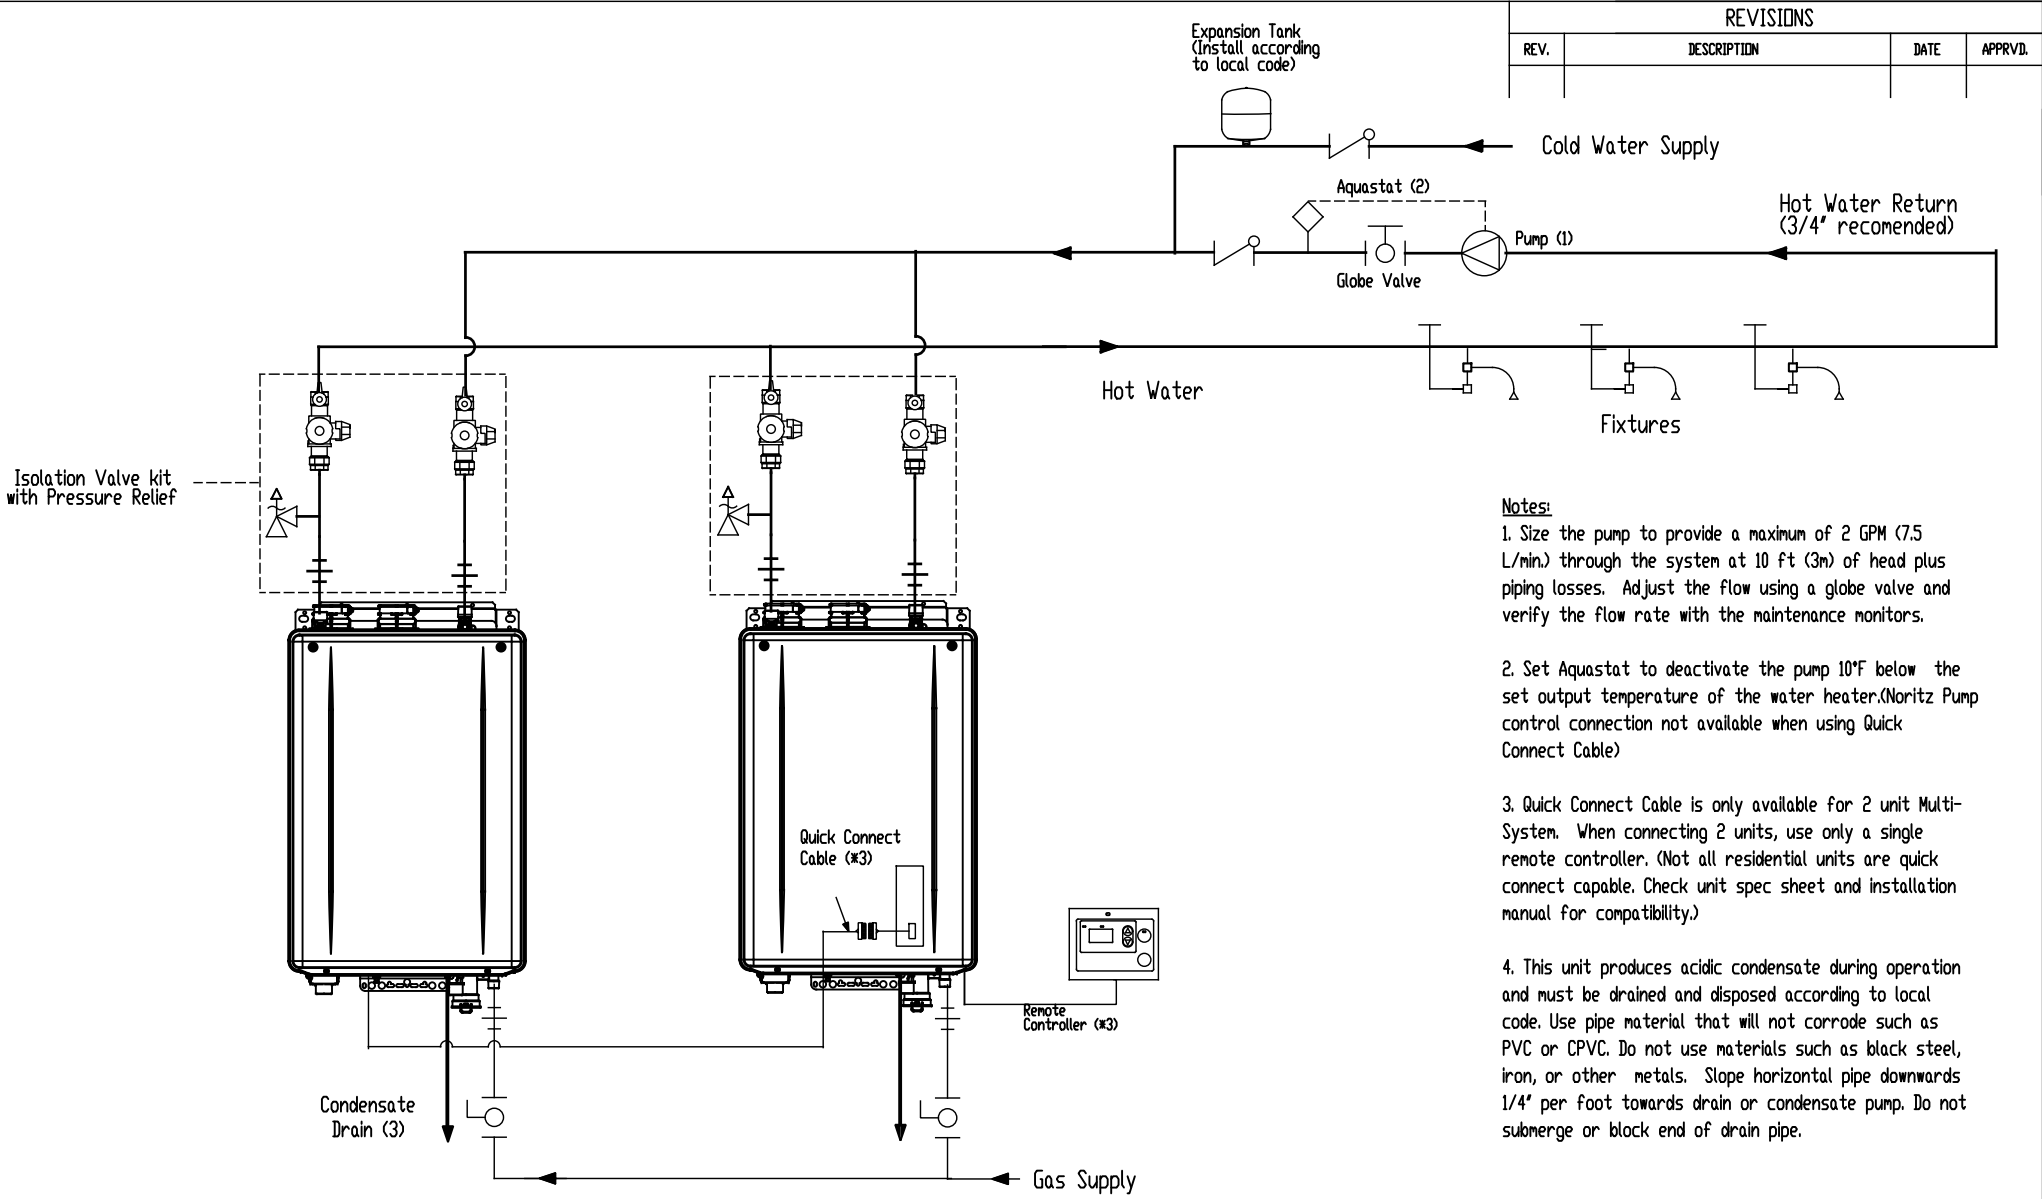 REVISIONS
REV. DESCRIPTION DATE APPRVD.
Expansion Tank
(Install according
to local code)
Cold Water Supply
Aquastat (2)
Hot Water Return
(3/4" recomended)
Pump (1)
Globe Valve
Hot Water
Fixtures
Isolation Valve kit
with Pressure Relief
Quick Connect
Cable (*3)
Remote
Controller (*3)
Condensate
Drain (3)
Gas Supply
Notes:
1. Size the pump to provide a maximum of 2 GPM (7.5
L/min.) through the system at 10 ft (3m) of head plus
piping losses. Adjust the flow using a globe valve and
verify the flow rate with the maintenance monitors.
2. Set Aquastat to deactivate the pump 10°F below the
set output temperature of the water heater.(Noritz Pump
control connection not available when using Quick
Connect Cable)
3. Quick Connect Cable is only available for 2 unit Multi-
System. When connecting 2 units, use only a single
remote controller. (Not all residential units are quick
connect capable. Check unit spec sheet and installation
manual for compatibility.)
4. This unit produces acidic condensate during operation
and must be drained and disposed according to local
code. Use pipe material that will not corrode such as
PVC or CPVC. Do not use materials such as black steel,
iron, or other metals. Slope horizontal pipe downwards
1/4" per foot towards drain or condensate pump. Do not
submerge or block end of drain pipe.